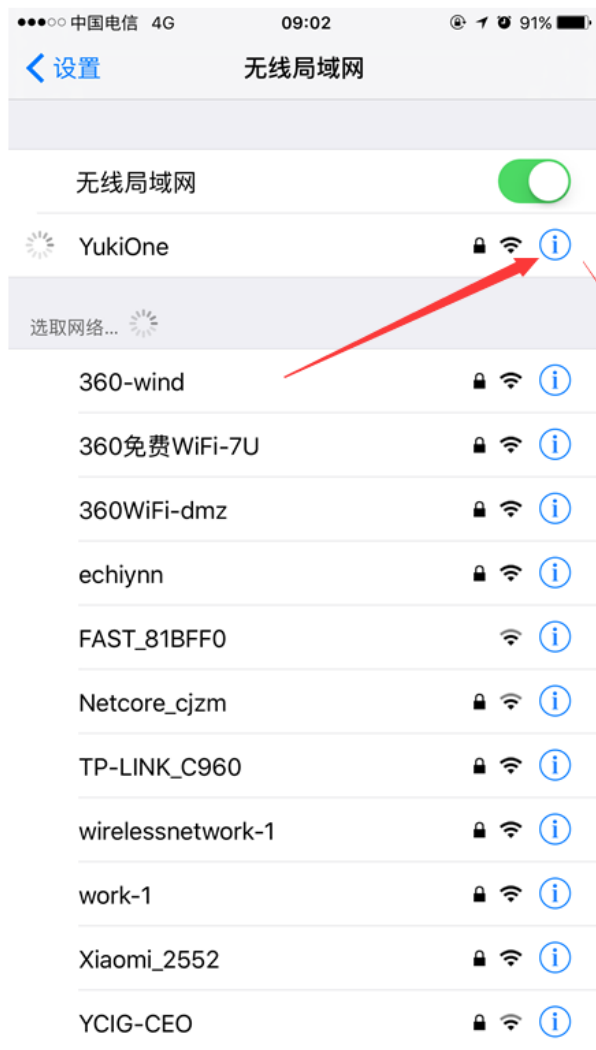 中国电信 4G 09:02 91%
设置 无线局域网
无线局域网
YukiOne
选取网络...
360-wind
360免费WiFi-7U
360WiFi-dmz
echiynn
FAST_81BFF0
Netcore_cjzm
TP-LINK_C960
wirelessnetwork-1
work-1
Xiaomi_2552
YCIG-CEO